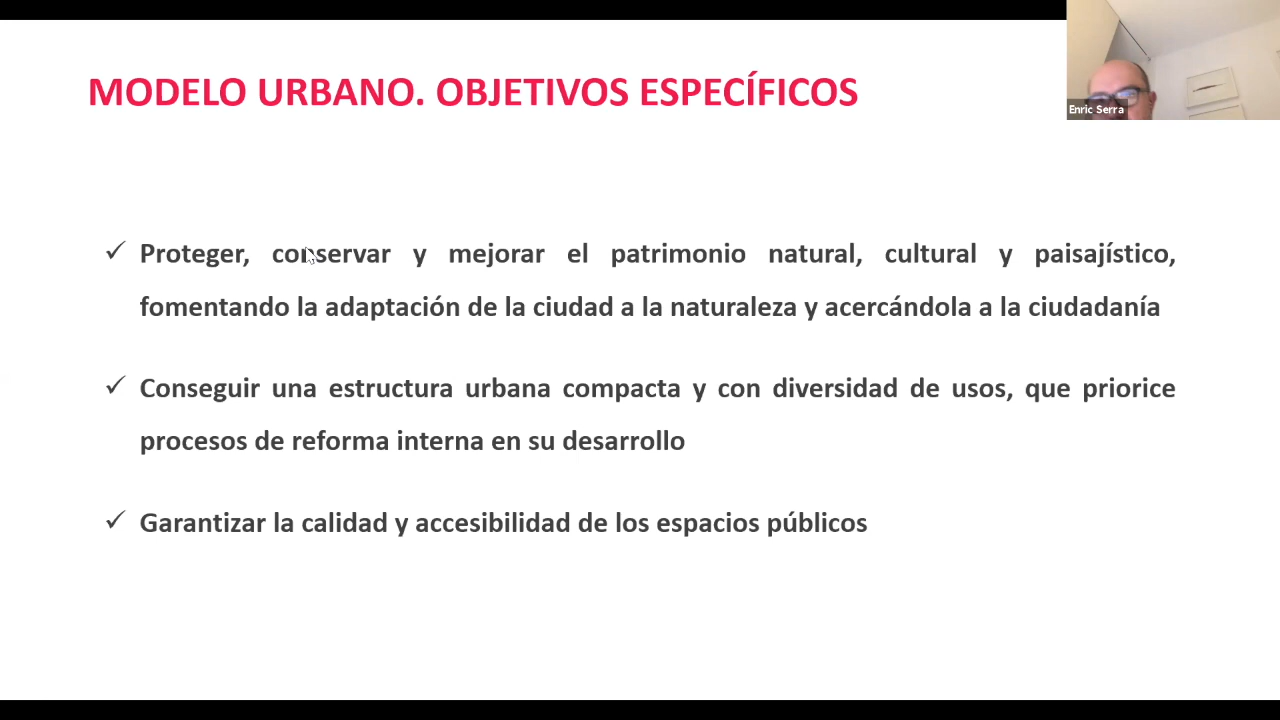 MODELO URBANO. OBJETIVOS ESPECÍFICOS
Enric Serra
✓ Proteger, conservar y mejorar el patrimonio natural, cultural y paisajístico,
fomentando la adaptación de la ciudad a la naturaleza y acercándola a la ciudadanía
✓ Conseguir una estructura urbana compacta y con diversidad de usos, que priorice
procesos de reforma interna en su desarrollo
✓ Garantizar la calidad y accesibilidad de los espacios públicos